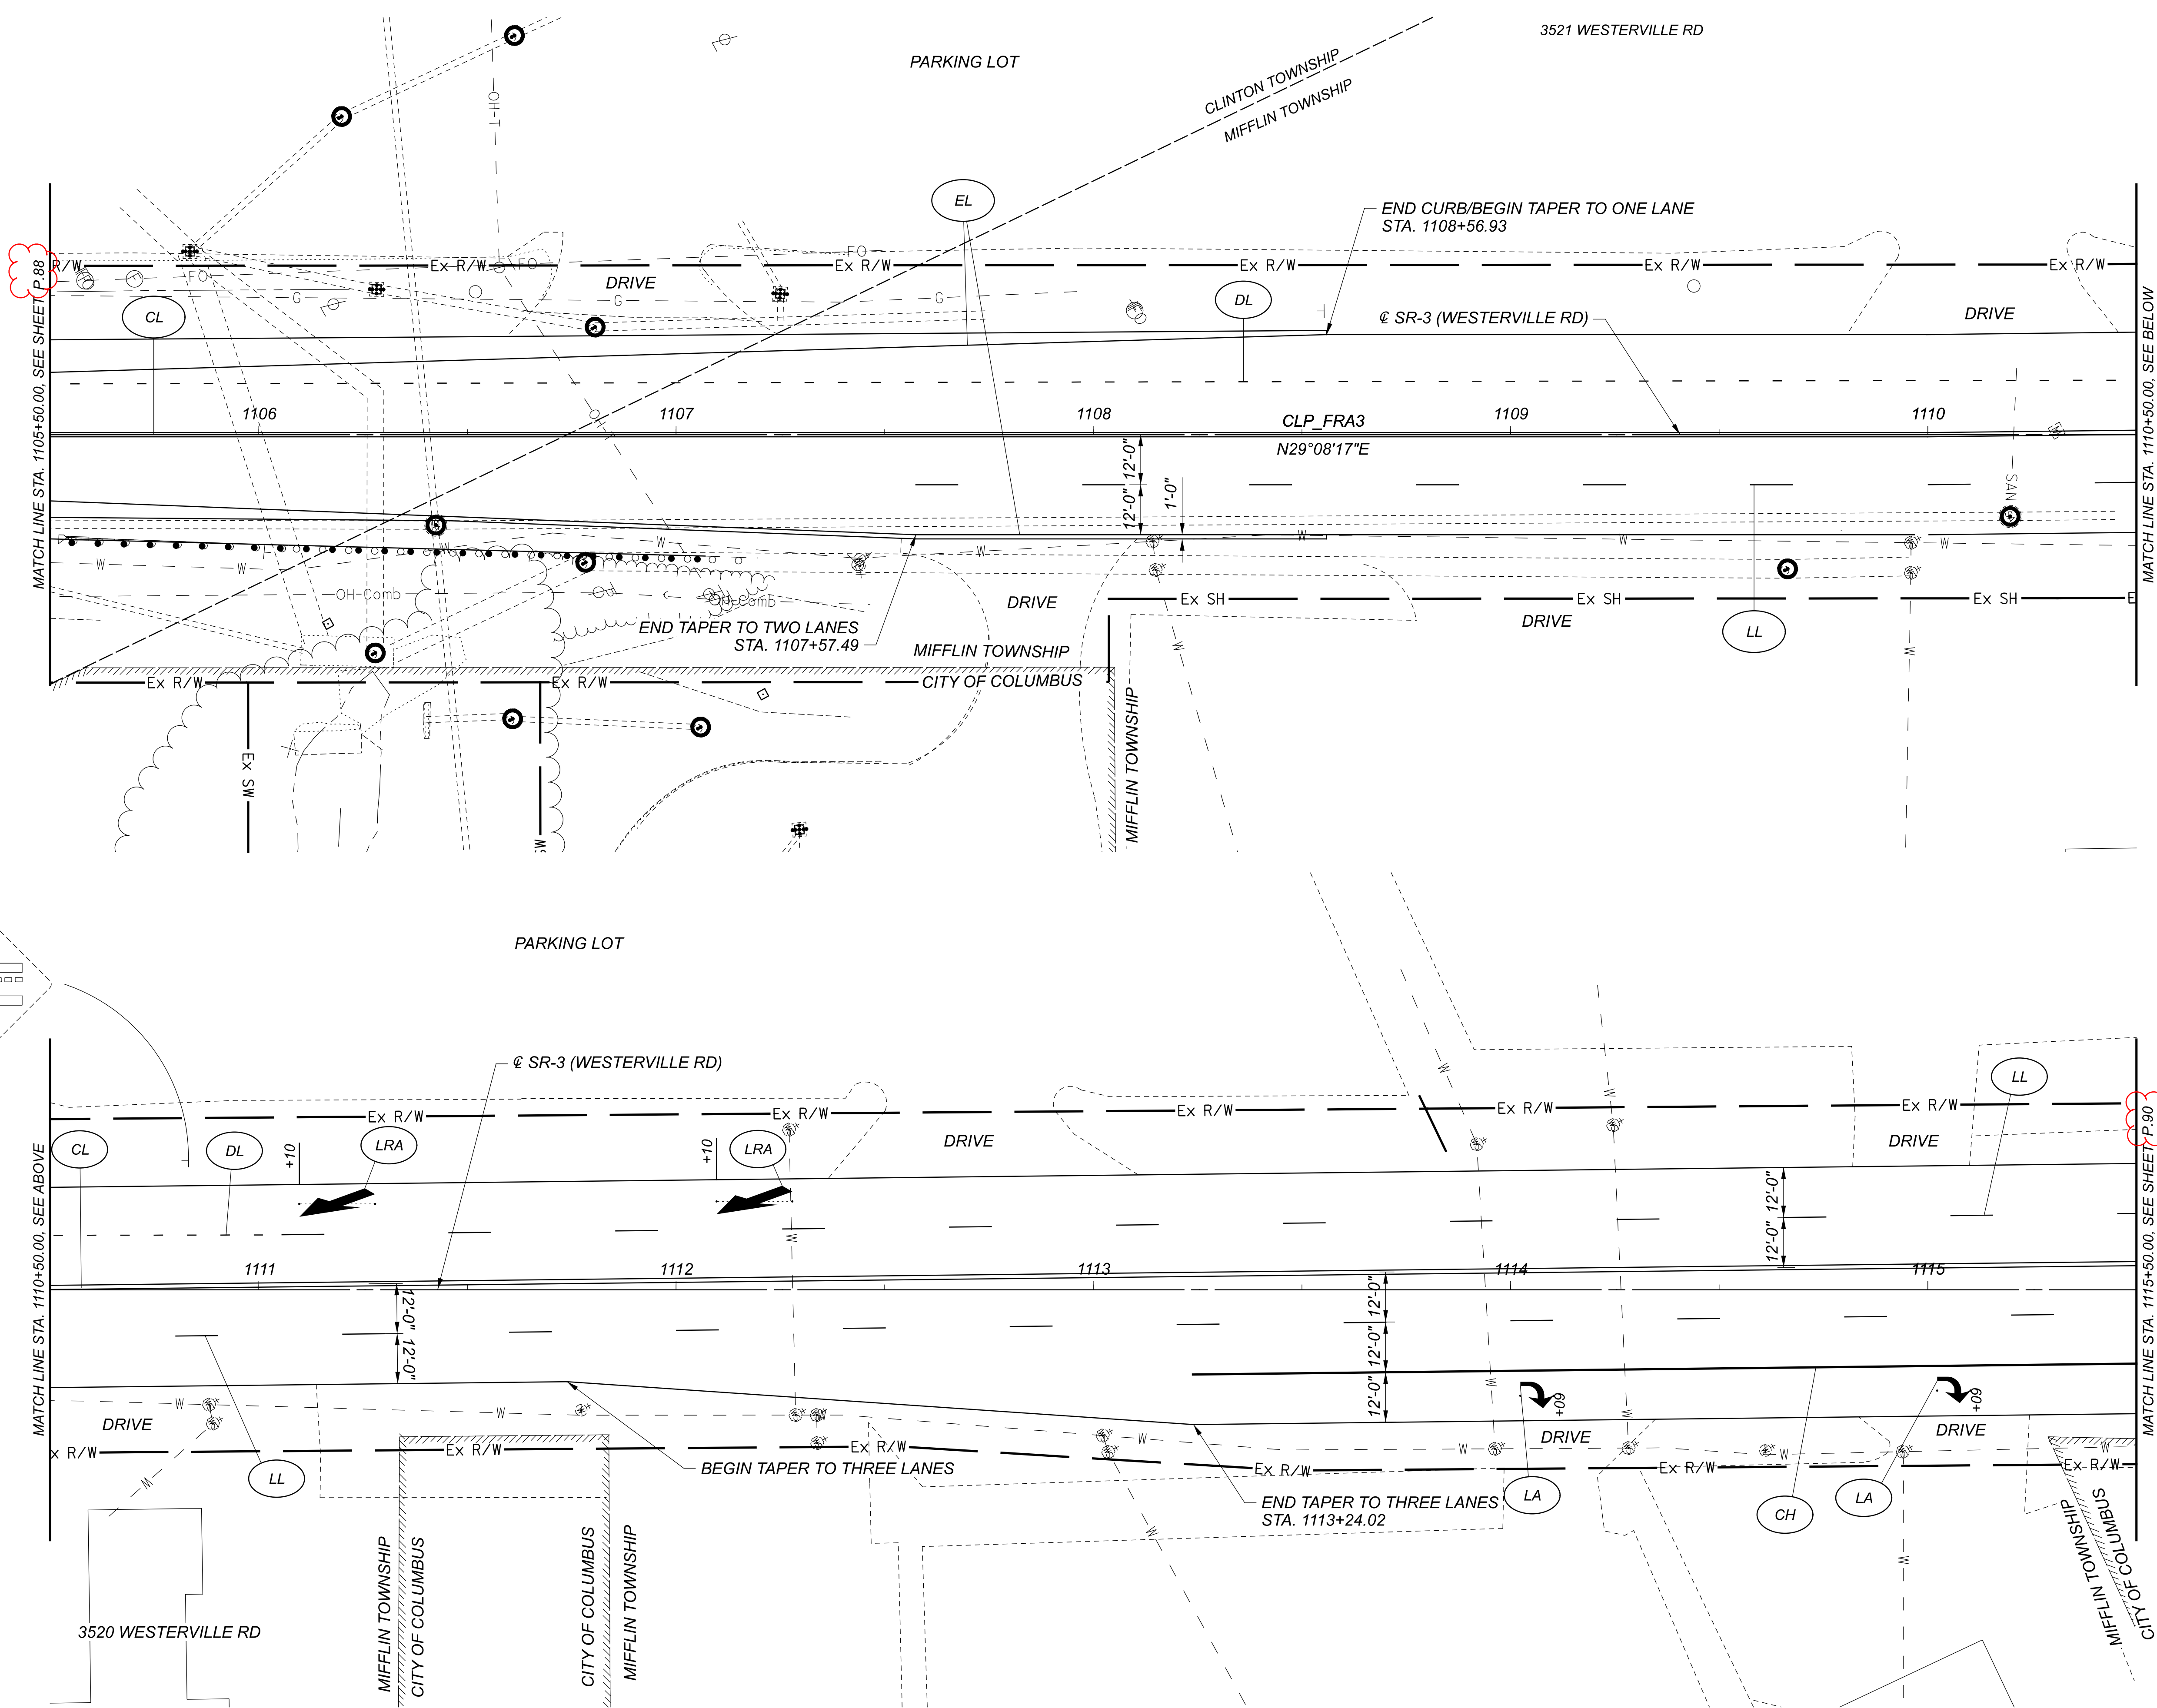 3521 WESTERVILLE RD
PARKING LOT
CLINTON TOWNSHIP
MIFFLIN TOWNSHIP
OHT
EL
END CURB/BEGIN TAPER TO ONE LANE
STA. 1108+56.93
MATCH LINE STA. 1105+50.00, SEE SHEET P.88
R/W
Ex R/W
Ex R/W
Ex R/W
Ex R/W
Ex R/W
FO
FO
FO
DRIVE
G
G
G
CL
DL
℄ SR-3 (WESTERVILLE RD)
DRIVE
MATCH LINE STA. 1110+50.00, SEE BELOW
1106
1107
1108
1109
1110
CLP_FRA3
N29°08'17"E
OHT
12'-0"
12'-0"
1'-0"
SAN
W
W
W
W
W
W
W
W
W
W
OH-Comb
OH-Comb
DRIVE
Ex SH
Ex SH
Ex SH
E
DRIVE
LL
END TAPER TO TWO LANES
STA. 1107+57.49
MIFFLIN TOWNSHIP
CITY OF COLUMBUS
Ex R/W
Ex R/W
MIFFLIN TOWNSHIP
Ex SW
PARKING LOT
℄ SR-3 (WESTERVILLE RD)
LL
MATCH LINE STA. 1110+50.00, SEE ABOVE
Ex R/W
Ex R/W
Ex R/W
Ex R/W
Ex R/W
MATCH LINE STA. 1115+50.00, SEE SHEET P.90
CL
DL
+10
LRA
+10
LRA
DRIVE
DRIVE
W
W
W
12'-0"
12'-0"
1111
1112
1113
1114
1115
12'-0"
12'-0"
12'-0"
12'-0"
12'-0"
+09
+09
W
W
W
W
W
W
W
W
W
DRIVE
DRIVE
DRIVE
x R/W
Ex R/W
Ex R/W
Ex R/W
Ex R/W
Ex R/W
LL
BEGIN TAPER TO THREE LANES
END TAPER TO THREE LANES
STA. 1113+24.02
LA
CH
LA
W
W
W
MIFFLIN TOWNSHIP
CITY OF COLUMBUS
CITY OF COLUMBUS
MIFFLIN TOWNSHIP
MIFFLIN TOWNSHIP
CITY OF COLUMBUS
3520 WESTERVILLE RD